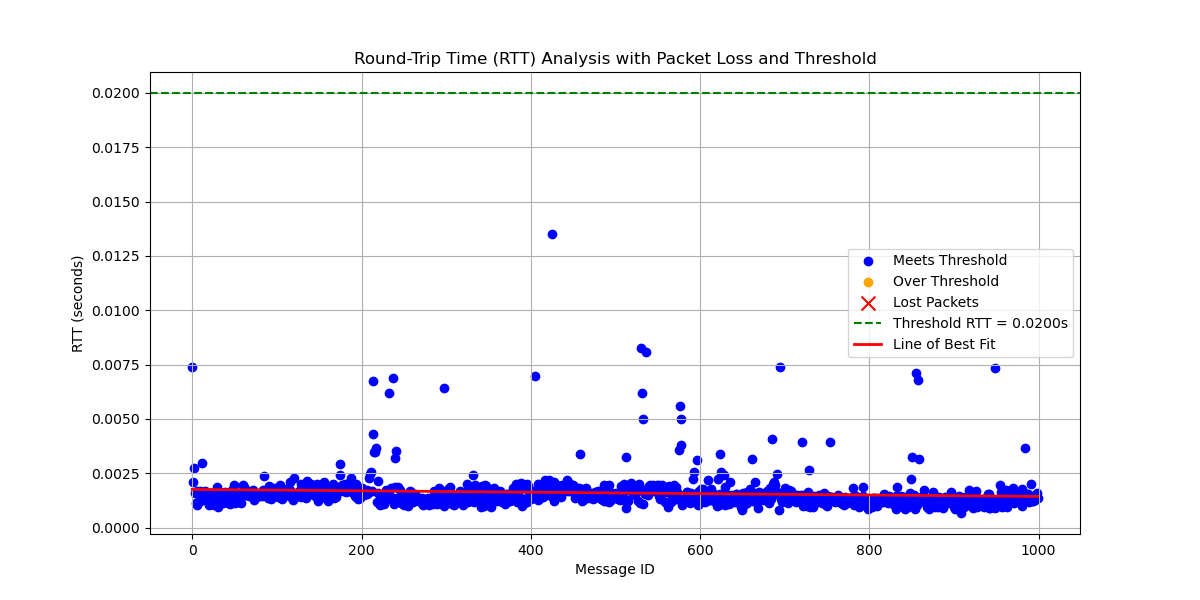 Round-Trip Time (RTT) Analysis with Packet Loss and Threshold
RTT (seconds)
0.0200
0.0175
0.0150
0.0125
0.0100
0.0075
0.0050
0.0025
0.0000
Meets Threshold
Over Threshold
Lost Packets
Threshold RTT = 0.0200s
Line of Best Fit
0 200 400 600 800 1000
Message ID